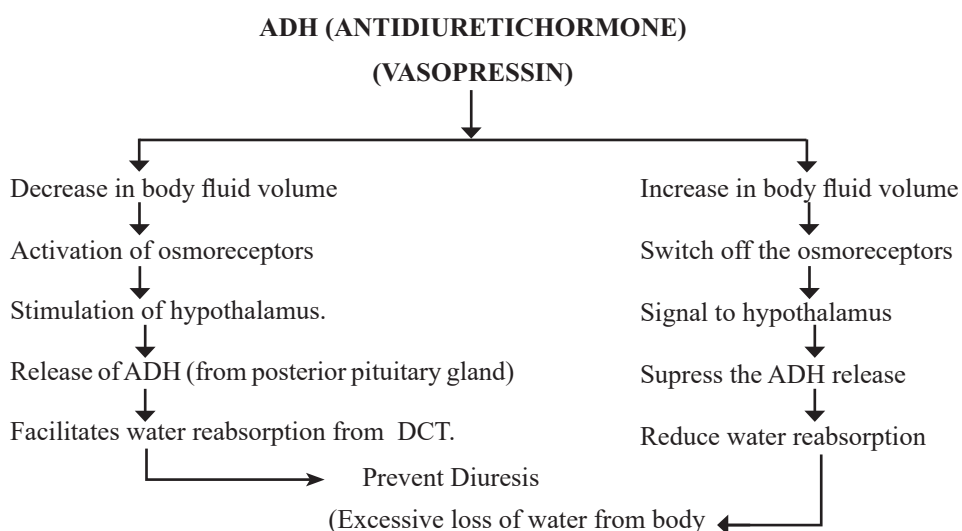 ADH (ANTIDIURETICHORMONE)
(VASOPRESSIN)
Decrease in body fluid volume
Activation of osmoreceptors
Stimulation of hypothalamus.
Release of ADH (from posterior pituitary gland)
Facilitates water reabsorption from DCT.
Prevent Diuresis
Increase in body fluid volume
Switch off the osmoreceptors
Signal to hypothalamus
Supress the ADH release
Reduce water reabsorption
(Excessive loss of water from body